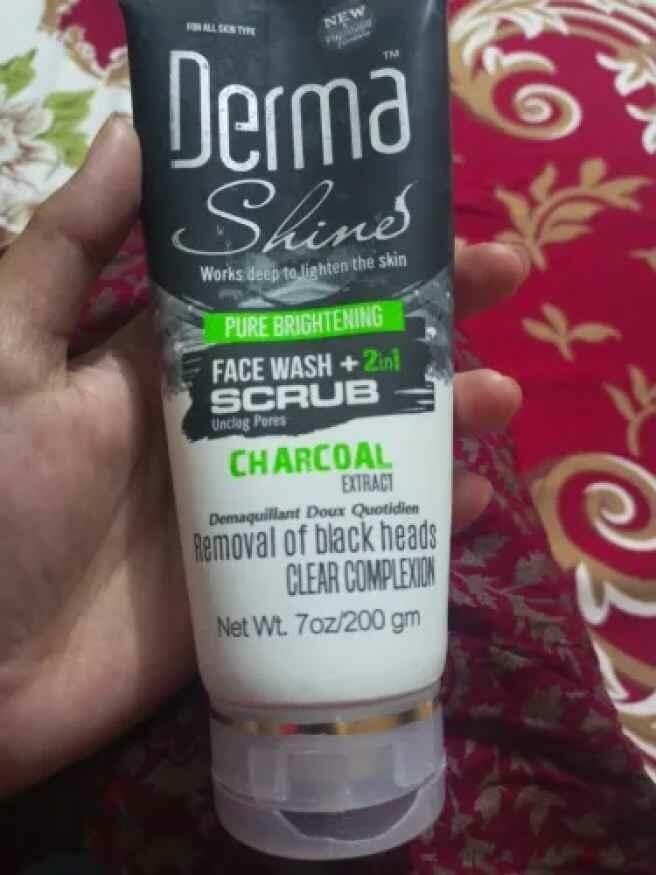 FOR ALL SKIN TYPE
NEW
Derma™
Shine
Works deep to lighten the skin
PURE BRIGHTENING
FACE WASH + 2in1
SCRUB
Unclog Pores
CHARCOAL
EXTRACT
Demaquillant Doux Quotidien
Removal of black heads
CLEAR COMPLEXION
Net Wt. 7oz/200 gm